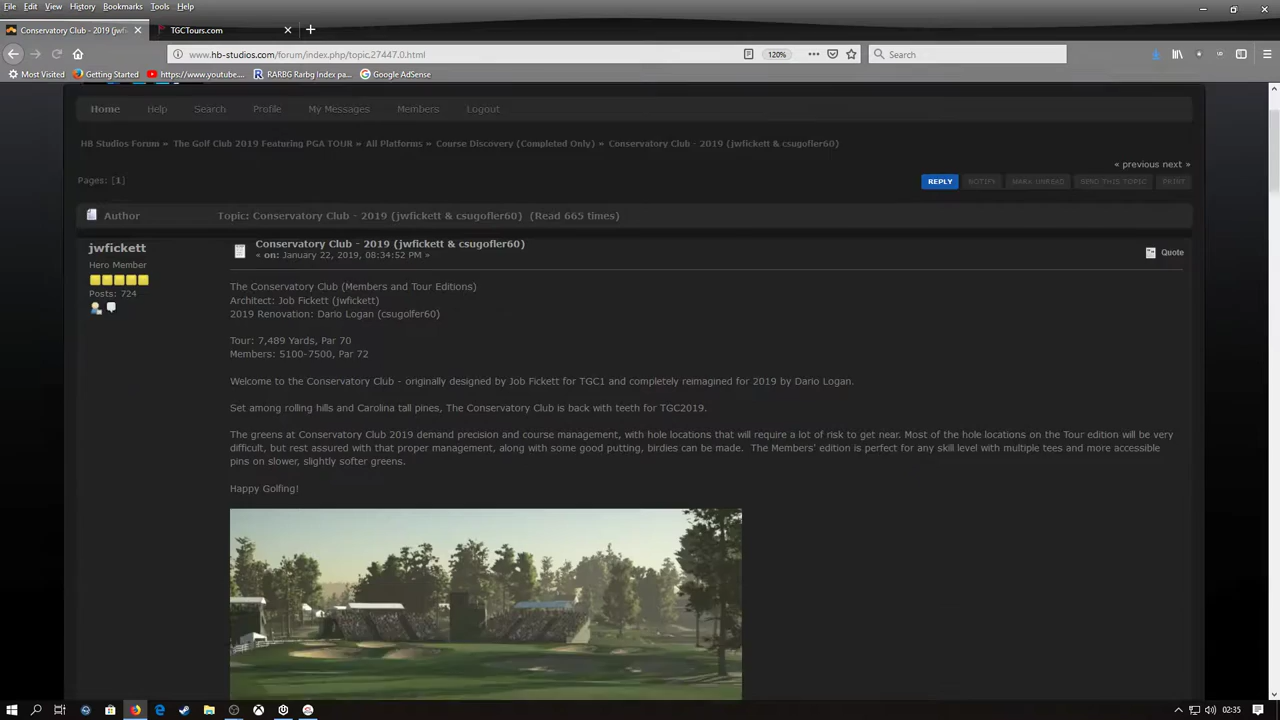 File Edit View History Bookmarks Tools Help
Conservatory Club - 2019 (jwfi
TGCTours.com
www.hb-studios.com/forum/index.php/topic27447.0.html
120%
Search
Most Visited
Getting Started
https://www.youtube....
RARBG Rarbg Index pa...
Google AdSense
Home Help Search Profile My Messages Members Logout
HB Studios Forum » The Golf Club 2019 Featuring PGA TOUR » All Platforms » Course Discovery (Completed Only) » Conservatory Club - 2019 (jwfickett & csugofler60)
« previous next »
Pages: [1]
REPLY NOTIFY MARK UNREAD SEND THIS TOPIC PRINT
Author Topic: Conservatory Club - 2019 (jwfickett & csugofler60) (Read 665 times)
jwfickett
Hero Member
Posts: 724
Conservatory Club - 2019 (jwfickett & csugofler60)
« on: January 22, 2019, 08:34:52 PM »
Quote
The Conservatory Club (Members and Tour Editions)
Architect: Job Fickett (jwfickett)
2019 Renovation: Dario Logan (csugolfer60)
Tour: 7,489 Yards, Par 70
Members: 5100-7500, Par 72
Welcome to the Conservatory Club - originally designed by Job Fickett for TGC1 and completely reimagined for 2019 by Dario Logan.
Set among rolling hills and Carolina tall pines, The Conservatory Club is back with teeth for TGC2019.
The greens at Conservatory Club 2019 demand precision and course management, with hole locations that will require a lot of risk to get near. Most of the hole locations on the Tour edition will be very
difficult, but rest assured with that proper management, along with some good putting, birdies can be made. The Members' edition is perfect for any skill level with multiple tees and more accessible
pins on slower, slightly softer greens.
Happy Golfing!
02:35